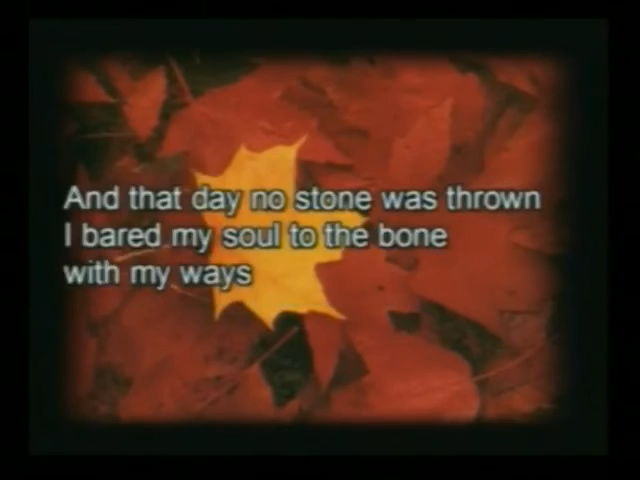 And that day no stone was thrown
I bared my soul to the bone
with my ways